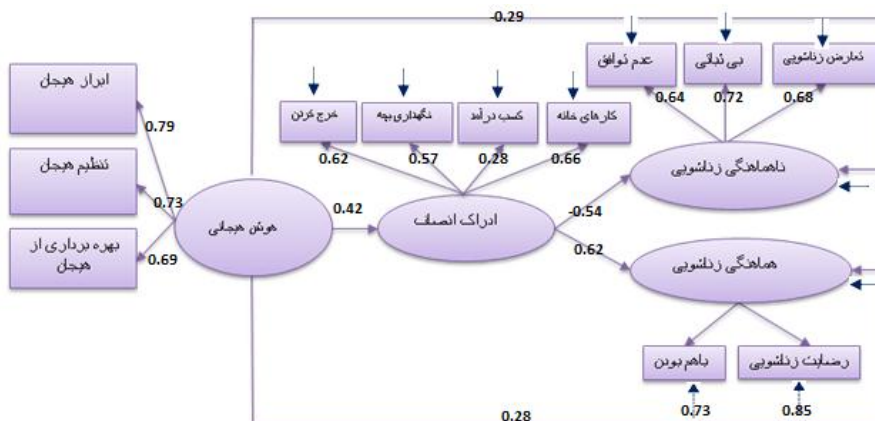 -0.29
تعارض زناشویی
بی ثباتی
عدم توافق
0.68
0.72
0.64
ابراز هیجان
تنظیم هیجان
بهره برداری از
هیجان
0.79
0.73
0.69
کارهای خانه
کسب درآمد
نگهداری بچه
خرج کردن
0.66
0.28
0.57
0.62
هوش هیجانی
0.42
ادراک انصاف
-0.54
0.62
ناهماهنگی زناشویی
هماهنگی زناشویی
رضایت زناشویی
باهم بودن
0.85
0.73
0.28